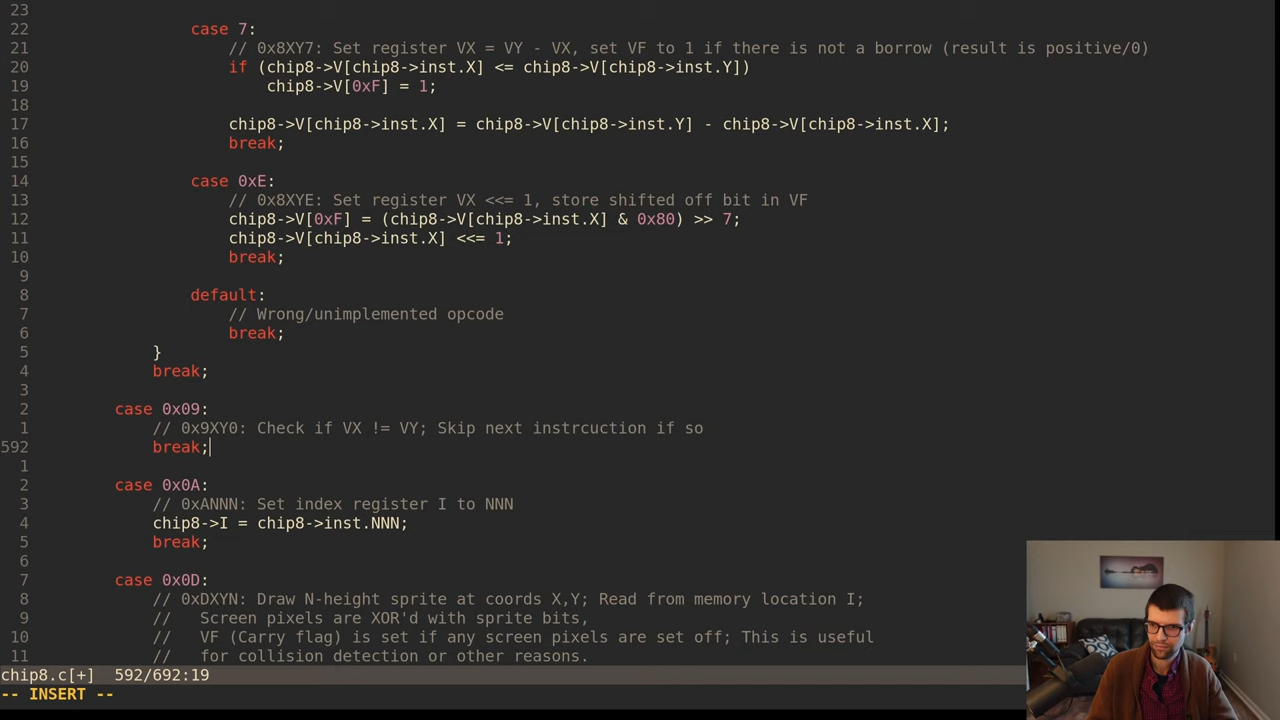 23
22 case 7:
21 // 0x8XY7: Set register VX = VY - VX, set VF to 1 if there is not a borrow (result is positive/0)
20 if (chip8->V[chip8->inst.X] <= chip8->V[chip8->inst.Y])
19 chip8->V[0xF] = 1;
18
17 chip8->V[chip8->inst.X] = chip8->V[chip8->inst.Y] - chip8->V[chip8->inst.X];
16 break;
15
14 case 0xE:
13 // 0x8XYE: Set register VX <<= 1, store shifted off bit in VF
12 chip8->V[0xF] = (chip8->V[chip8->inst.X] & 0x80) >> 7;
11 chip8->V[chip8->inst.X] <<= 1;
10 break;
9
8 default:
7 // Wrong/unimplemented opcode
6 break;
5 }
4 break;
3
2 case 0x09:
1 // 0x9XY0: Check if VX != VY; Skip next instrcuction if so
592 break;
1
2 case 0x0A:
3 // 0xANNN: Set index register I to NNN
4 chip8->I = chip8->inst.NNN;
5 break;
6
7 case 0x0D:
8 // 0xDXYN: Draw N-height sprite at coords X,Y; Read from memory location I;
9 // Screen pixels are XOR'd with sprite bits,
10 // VF (Carry flag) is set if any screen pixels are set off; This is useful
11 // for collision detection or other reasons.
chip8.c[+] 592/692:19
-- INSERT --